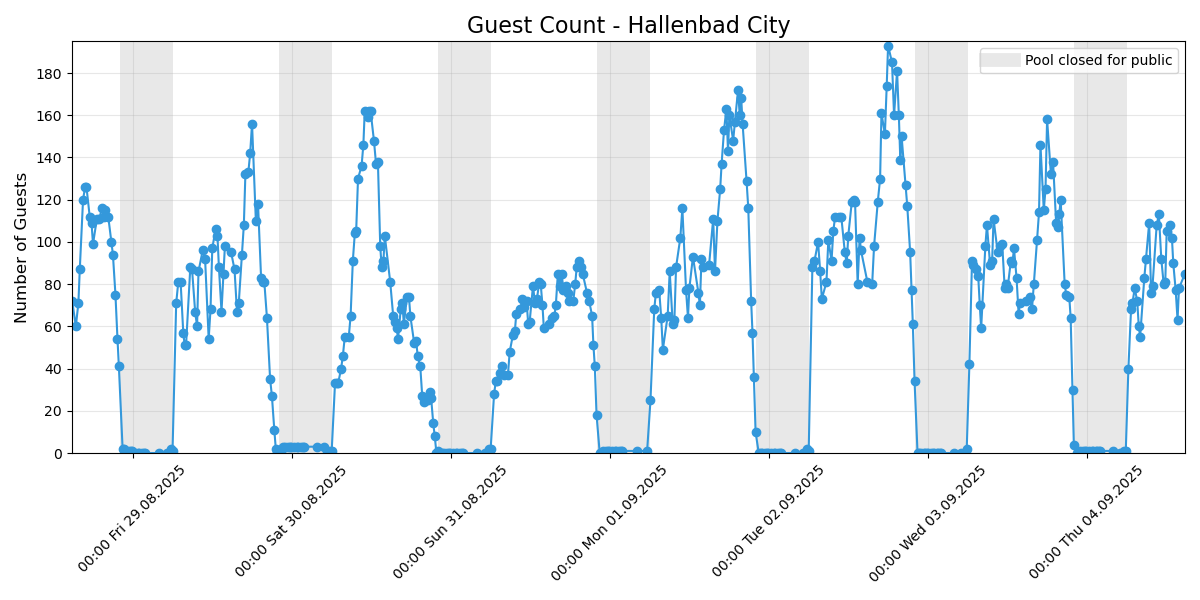 Guest Count - Hallenbad City
Pool closed for public
Number of Guests
180
160
140
120
100
80
60
40
20
0
00:00 Fri 29.08.2025
00:00 Sat 30.08.2025
00:00 Sun 31.08.2025
00:00 Mon 01.09.2025
00:00 Tue 02.09.2025
00:00 Wed 03.09.2025
00:00 Thu 04.09.2025